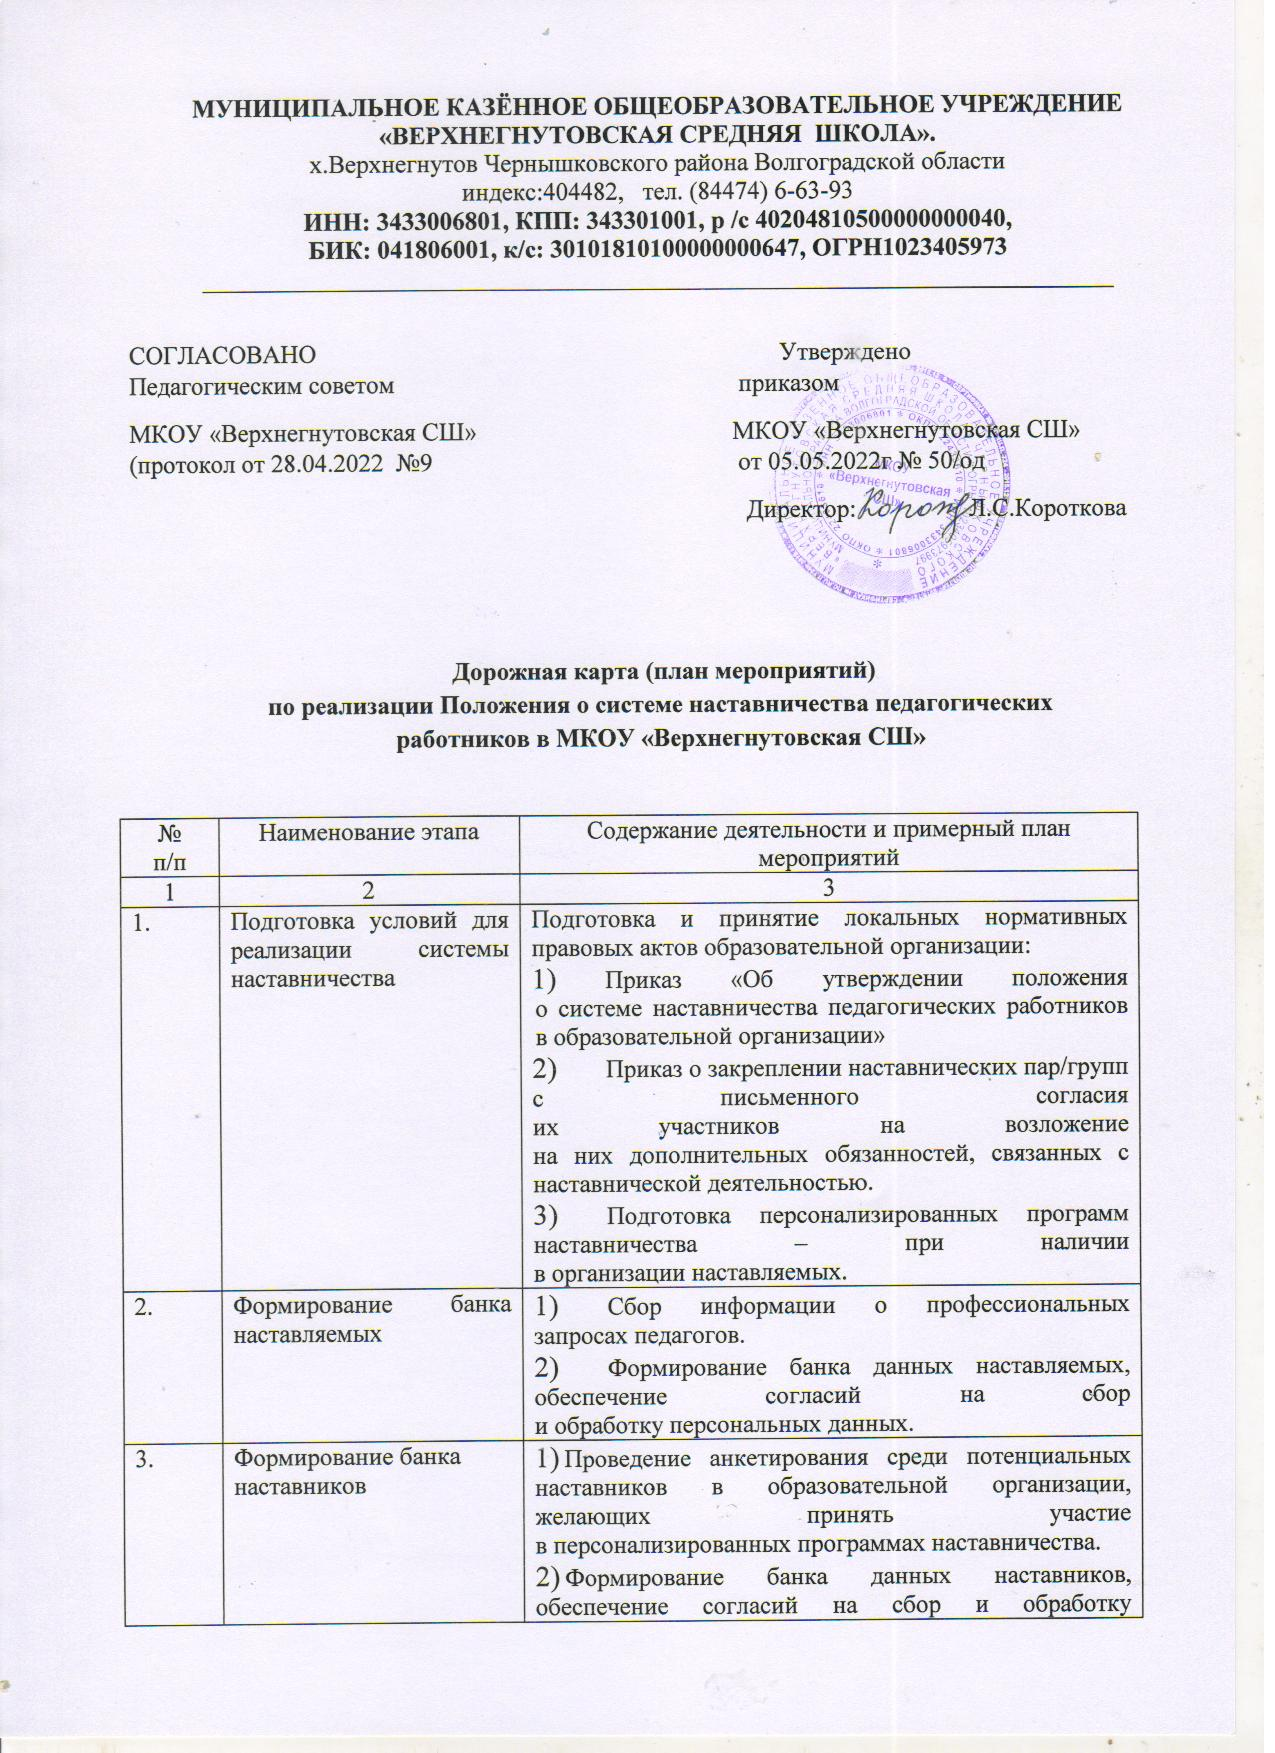 МУНИЦИПАЛЬНОЕ КАЗЁННОЕ ОБЩЕОБРАЗОВАТЕЛЬНОЕ УЧРЕЖДЕНИЕ
«ВЕРХНЕГНУТОВСКАЯ СРЕДНЯЯ ШКОЛА».
х.Верхнегнутов Чернышковского района Волгоградской области
индекс:404482, тел. (84474) 6-63-93
ИНН: 3433006801, КПП: 343301001, р /с 40204810500000000040,
БИК: 041806001, к/с: 30101810100000000647, ОГРН1023405973
СОГЛАСОВАНО
Педагогическим советом
МКОУ «Верхнегнутовская СШ»
(протокол от 28.04.2022 №9
Утверждено
приказом
МКОУ «Верхнегнутовская СШ»
от 05.05.2022г № 50/од
Директор: Л.С.Короткова
МКОУ
«Верхнегнутовская
СШ»
Дорожная карта (план мероприятий)
по реализации Положения о системе наставничества педагогических
работников в МКОУ «Верхнегнутовская СШ»
№
п/п
Наименование этапа
Содержание деятельности и примерный план
мероприятий
1 2 3
1.
Подготовка условий для
реализации системы
наставничества
Подготовка и принятие локальных нормативных
правовых актов образовательной организации:
1) Приказ «Об утверждении положения
о системе наставничества педагогических работников
в образовательной организации»
2) Приказ о закреплении наставнических пар/групп
с письменного согласия
их участников на возложение
на них дополнительных обязанностей, связанных с
наставнической деятельностью.
3) Подготовка персонализированных программ
наставничества – при наличии
в организации наставляемых.
2.
Формирование банка
наставляемых
1) Сбор информации о профессиональных
запросах педагогов.
2) Формирование банка данных наставляемых,
обеспечение согласий на сбор
и обработку персональных данных.
3.
Формирование банка
наставников
1) Проведение анкетирования среди потенциальных
наставников в образовательной организации,
желающих принять участие
в персонализированных программах наставничества.
2) Формирование банка данных наставников,
обеспечение согласий на сбор и обработку